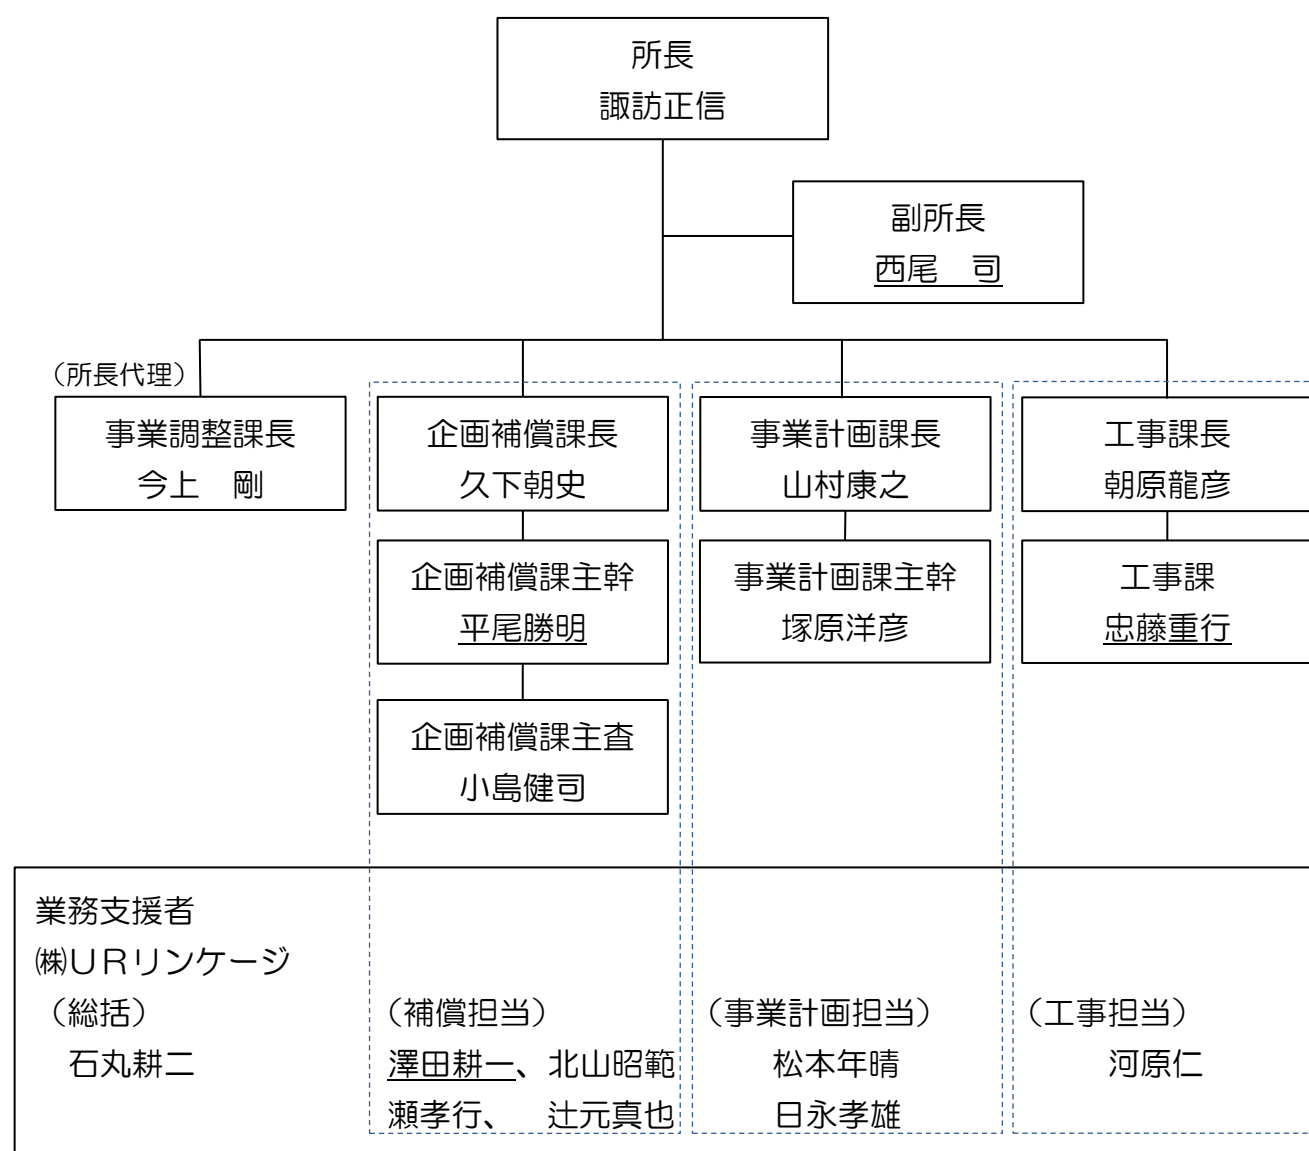 所長
諏訪正信
副所長
西尾　司
（所長代理）
事業調整課長
今上　剛
企画補償課長
久下朝史
事業計画課長
山村康之
工事課長
朝原龍彦
企画補償課主幹
平尾勝明
事業計画課主幹
塚原洋彦
工事課
忠藤重行
企画補償課主査
小島健司
業務支援者
㈱ＵＲリンケージ
（総括）
石丸耕二
（補償担当）
澤田耕一、北山昭範
瀬孝行、　辻元真也
（事業計画担当）
松本年晴
日永孝雄
（工事担当）
河原仁